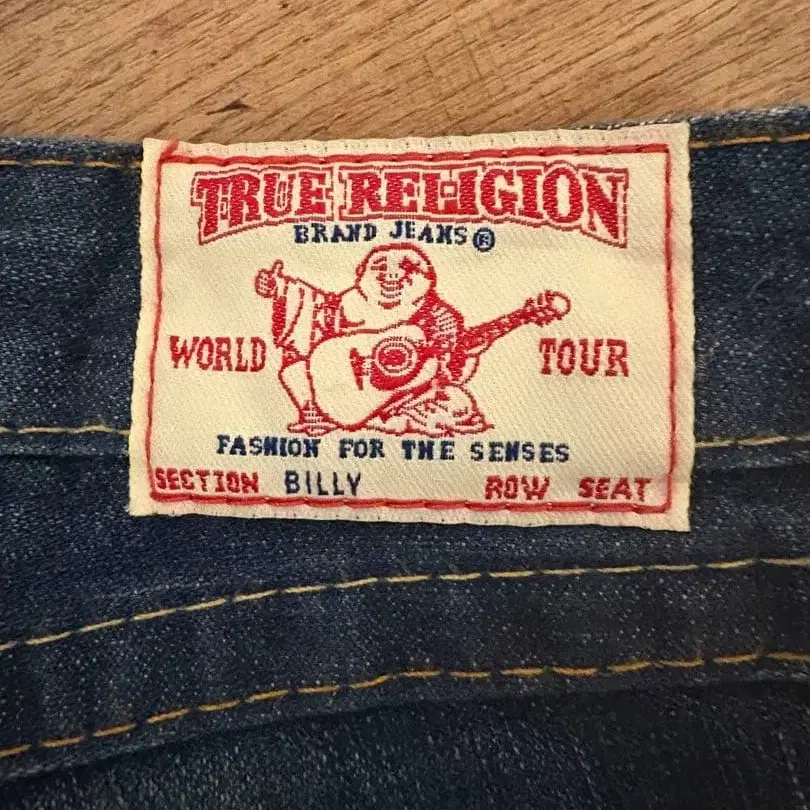 TRUE RELIGION
BRAND JEANS®
WORLD TOUR
FASHION FOR THE SENSES
SECTION BILLY ROW SEAT